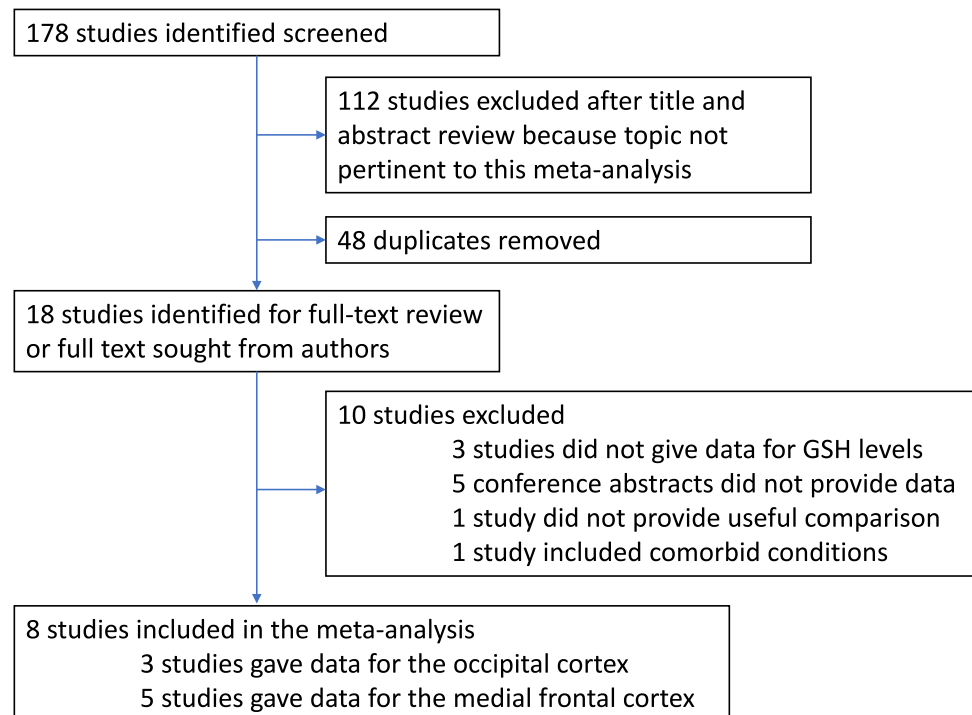 178 studies identified screened
112 studies excluded after title and
abstract review because topic not
pertinent to this meta-analysis
48 duplicates removed
18 studies identified for full-text review
or full text sought from authors
10 studies excluded
3 studies did not give data for GSH levels
5 conference abstracts did not provide data
1 study did not provide useful comparison
1 study included comorbid conditions
8 studies included in the meta-analysis
3 studies gave data for the occipital cortex
5 studies gave data for the medial frontal cortex